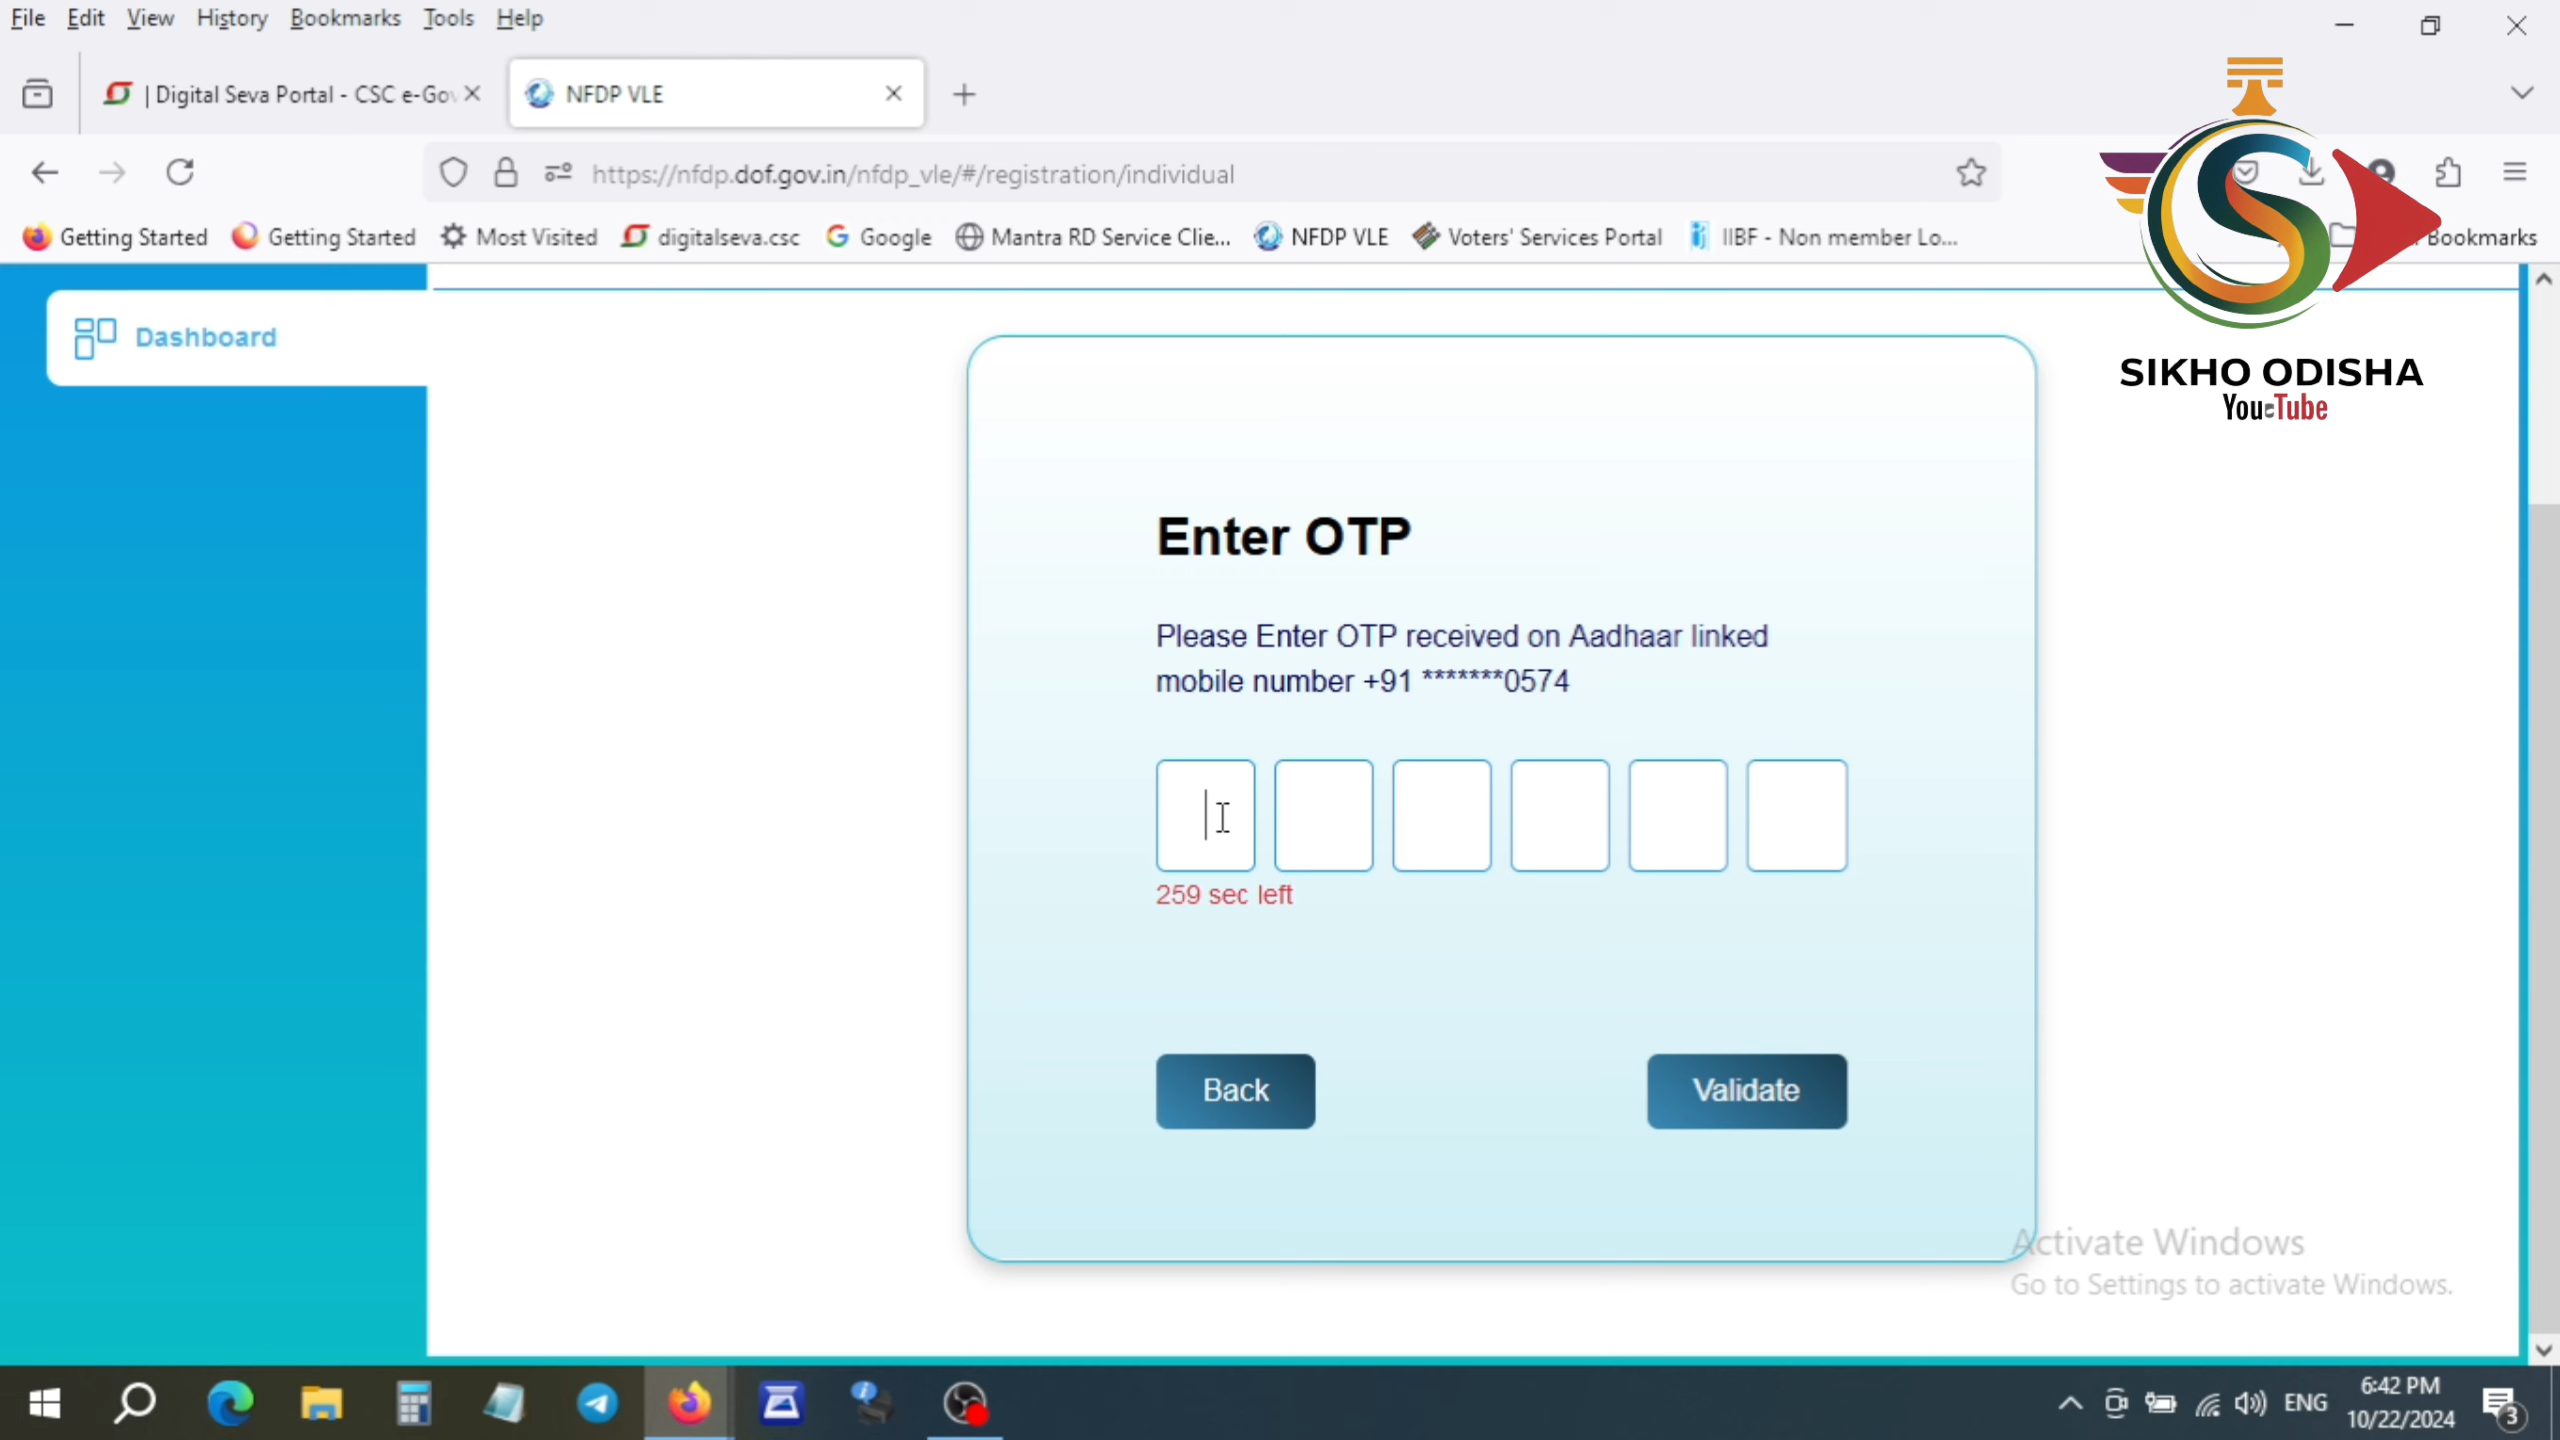 File Edit View History Bookmarks Tools Help
| Digital Seva Portal - CSC e-Gov
NFDP VLE
https://nfdp.dof.gov.in/nfdp_vle/#/registration/individual
Getting Started Getting Started Most Visited digitalseva.csc Google Mantra RD Service Clie... NFDP VLE Voters' Services Portal IIBF - Non member Lo... Bookmarks
Dashboard
SIKHO ODISHA
YouTube
Enter OTP
Please Enter OTP received on Aadhaar linked
mobile number +91 *******0574
259 sec left
Back Validate
Activate Windows
Go to Settings to activate Windows.
ENG
6:42 PM
10/22/2024
3